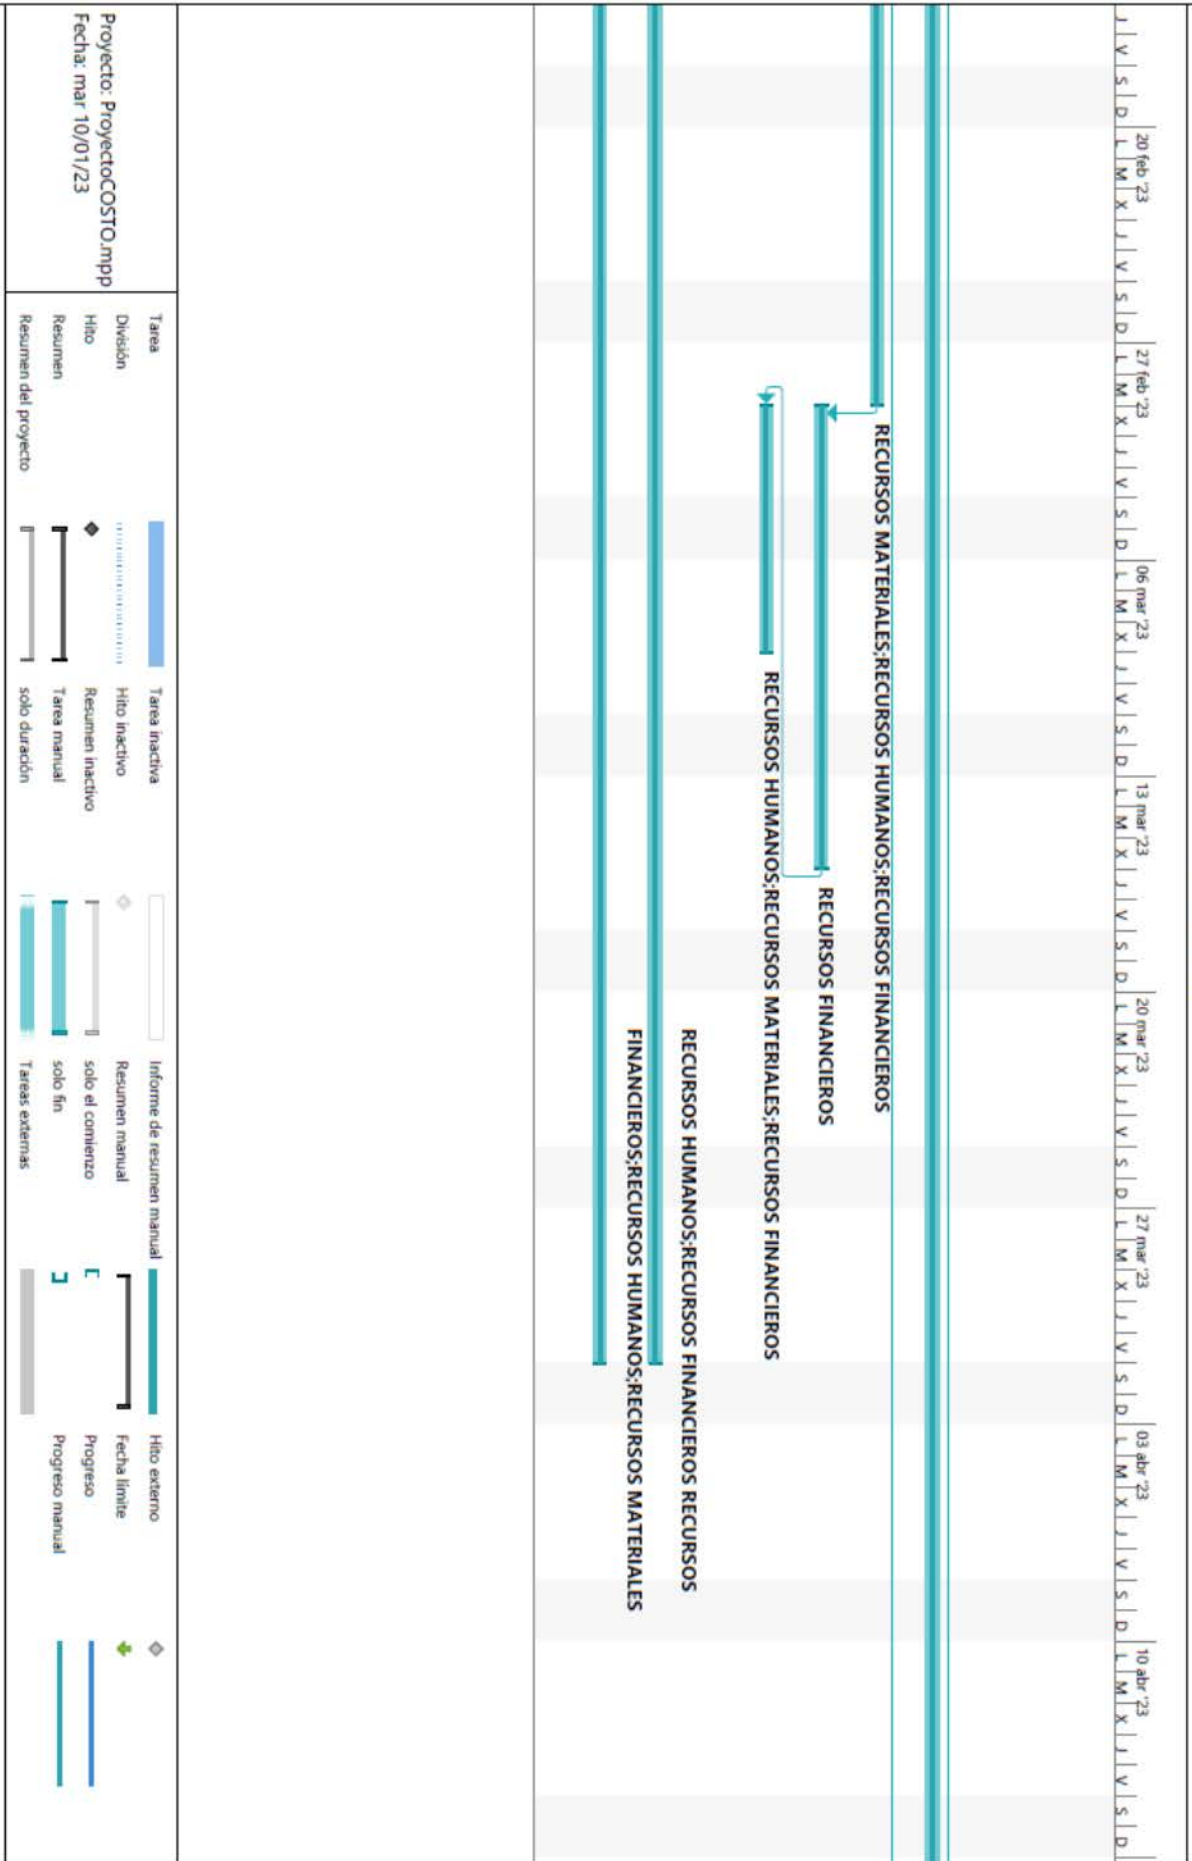 20 feb '23 27 feb '23 06 mar '23 13 mar '23 20 mar '23 27 mar '23 03 abr '23 10 abr '23
J V S D L M X J V S D L M X J V S D L M X J V S D L M X J V S D L M X J V S D L M X J V S D L M X J V S D L M X J V S D
RECURSOS MATERIALES;RECURSOS HUMANOS;RECURSOS FINANCIEROS
RECURSOS FINANCIEROS
RECURSOS HUMANOS;RECURSOS MATERIALES;RECURSOS FINANCIEROS
RECURSOS HUMANOS;RECURSOS FINANCIEROS RECURSOS
FINANCIEROS;RECURSOS HUMANOS;RECURSOS MATERIALES
Proyecto: ProyectoCOSTO.mpp
Fecha: mar 10/01/23
Tarea
División
Hito
Resumen
Resumen del proyecto
Tarea inactiva
Hito inactivo
Resumen inactivo
Tarea manual
solo duración
Informe de resumen manual
Resumen manual
solo el comienzo
solo fin
Tareas externas
Hito externo
Fecha límite
Progreso
Progreso manual